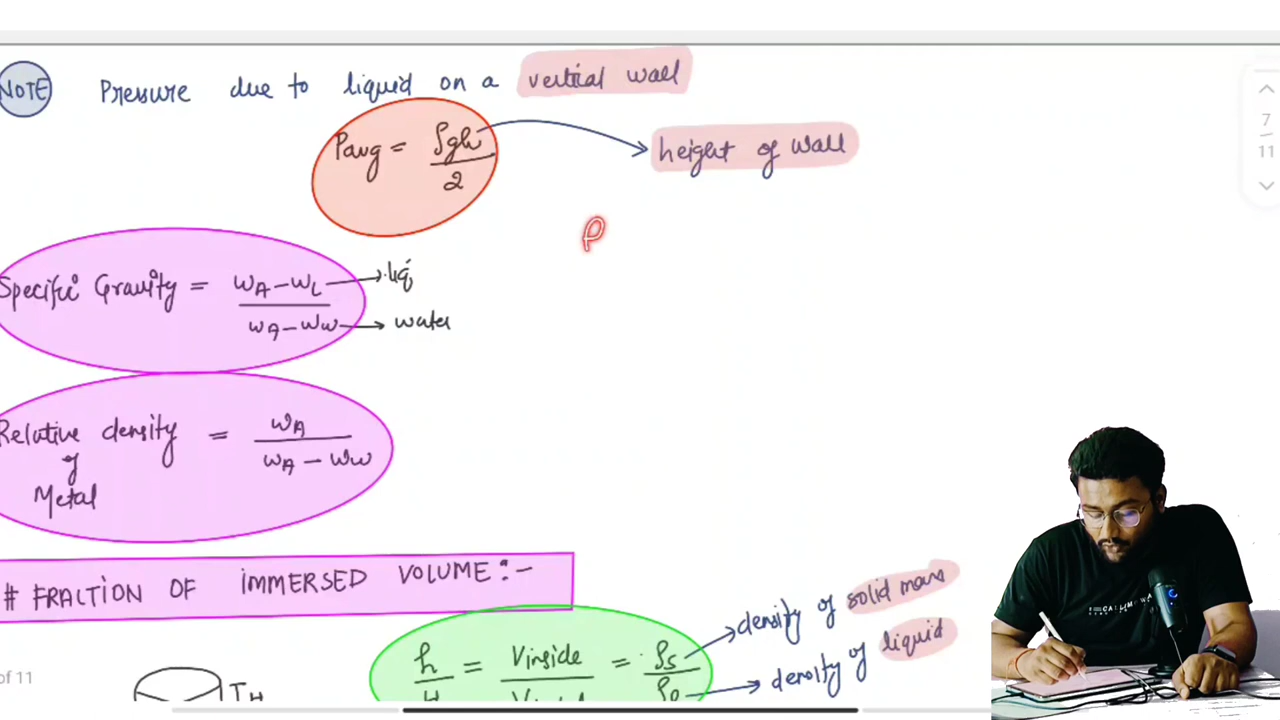 NOTE Pressure due to liquid on a vertical wall
Pavg = ρgh/2 → height of wall
ρ
Specific Gravity = (WA - WL)/(WA - Ww)
→ liq
→ water
Relative density of Metal = WA/(WA - Ww)
# FRACTION OF IMMERSED VOLUME:-
h/H = Vinside/ = ρs/ρl
→ density of solid mass
→ density of liquid
TH
7
11
of 11